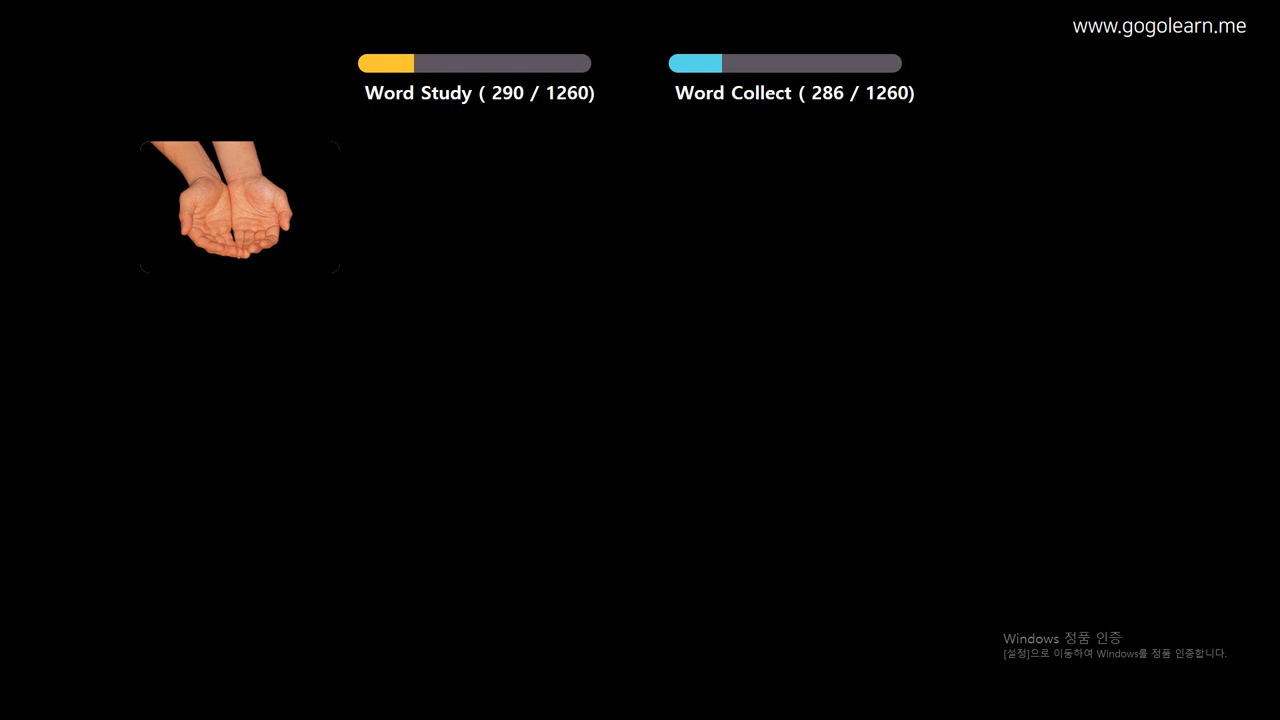 www.gogolearn.me
Word Study ( 290 / 1260)
Word Collect ( 286 / 1260)
Windows 정품 인증
[설정]으로 이동하여 Windows를 정품 인증합니다.